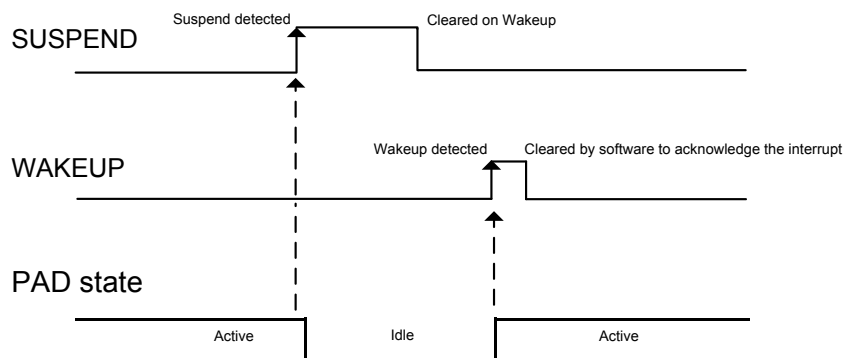 Suspend detected
Cleared on Wakeup
SUSPEND
Wakeup detected
Cleared by software to acknowledge the interrupt
WAKEUP
PAD state
Active
Idle
Active